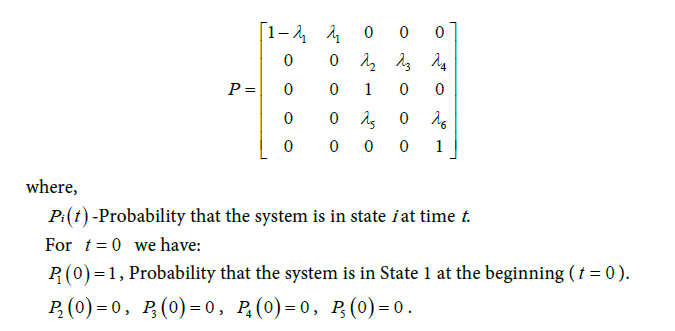 1−λ₁ λ₁ 0 0 0
0 0 λ₂ λ₃ λ₄
P = 0 0 1 0 0
0 0 λ₅ 0 λ₆
0 0 0 0 1
where,
Pᵢ(t) -Probability that the system is in state i at time t.
For t = 0 we have:
P₁(0) = 1, Probability that the system is in State 1 at the beginning (t = 0).
P₂(0) = 0, P₃(0) = 0, P₄(0) = 0, P₅(0) = 0.